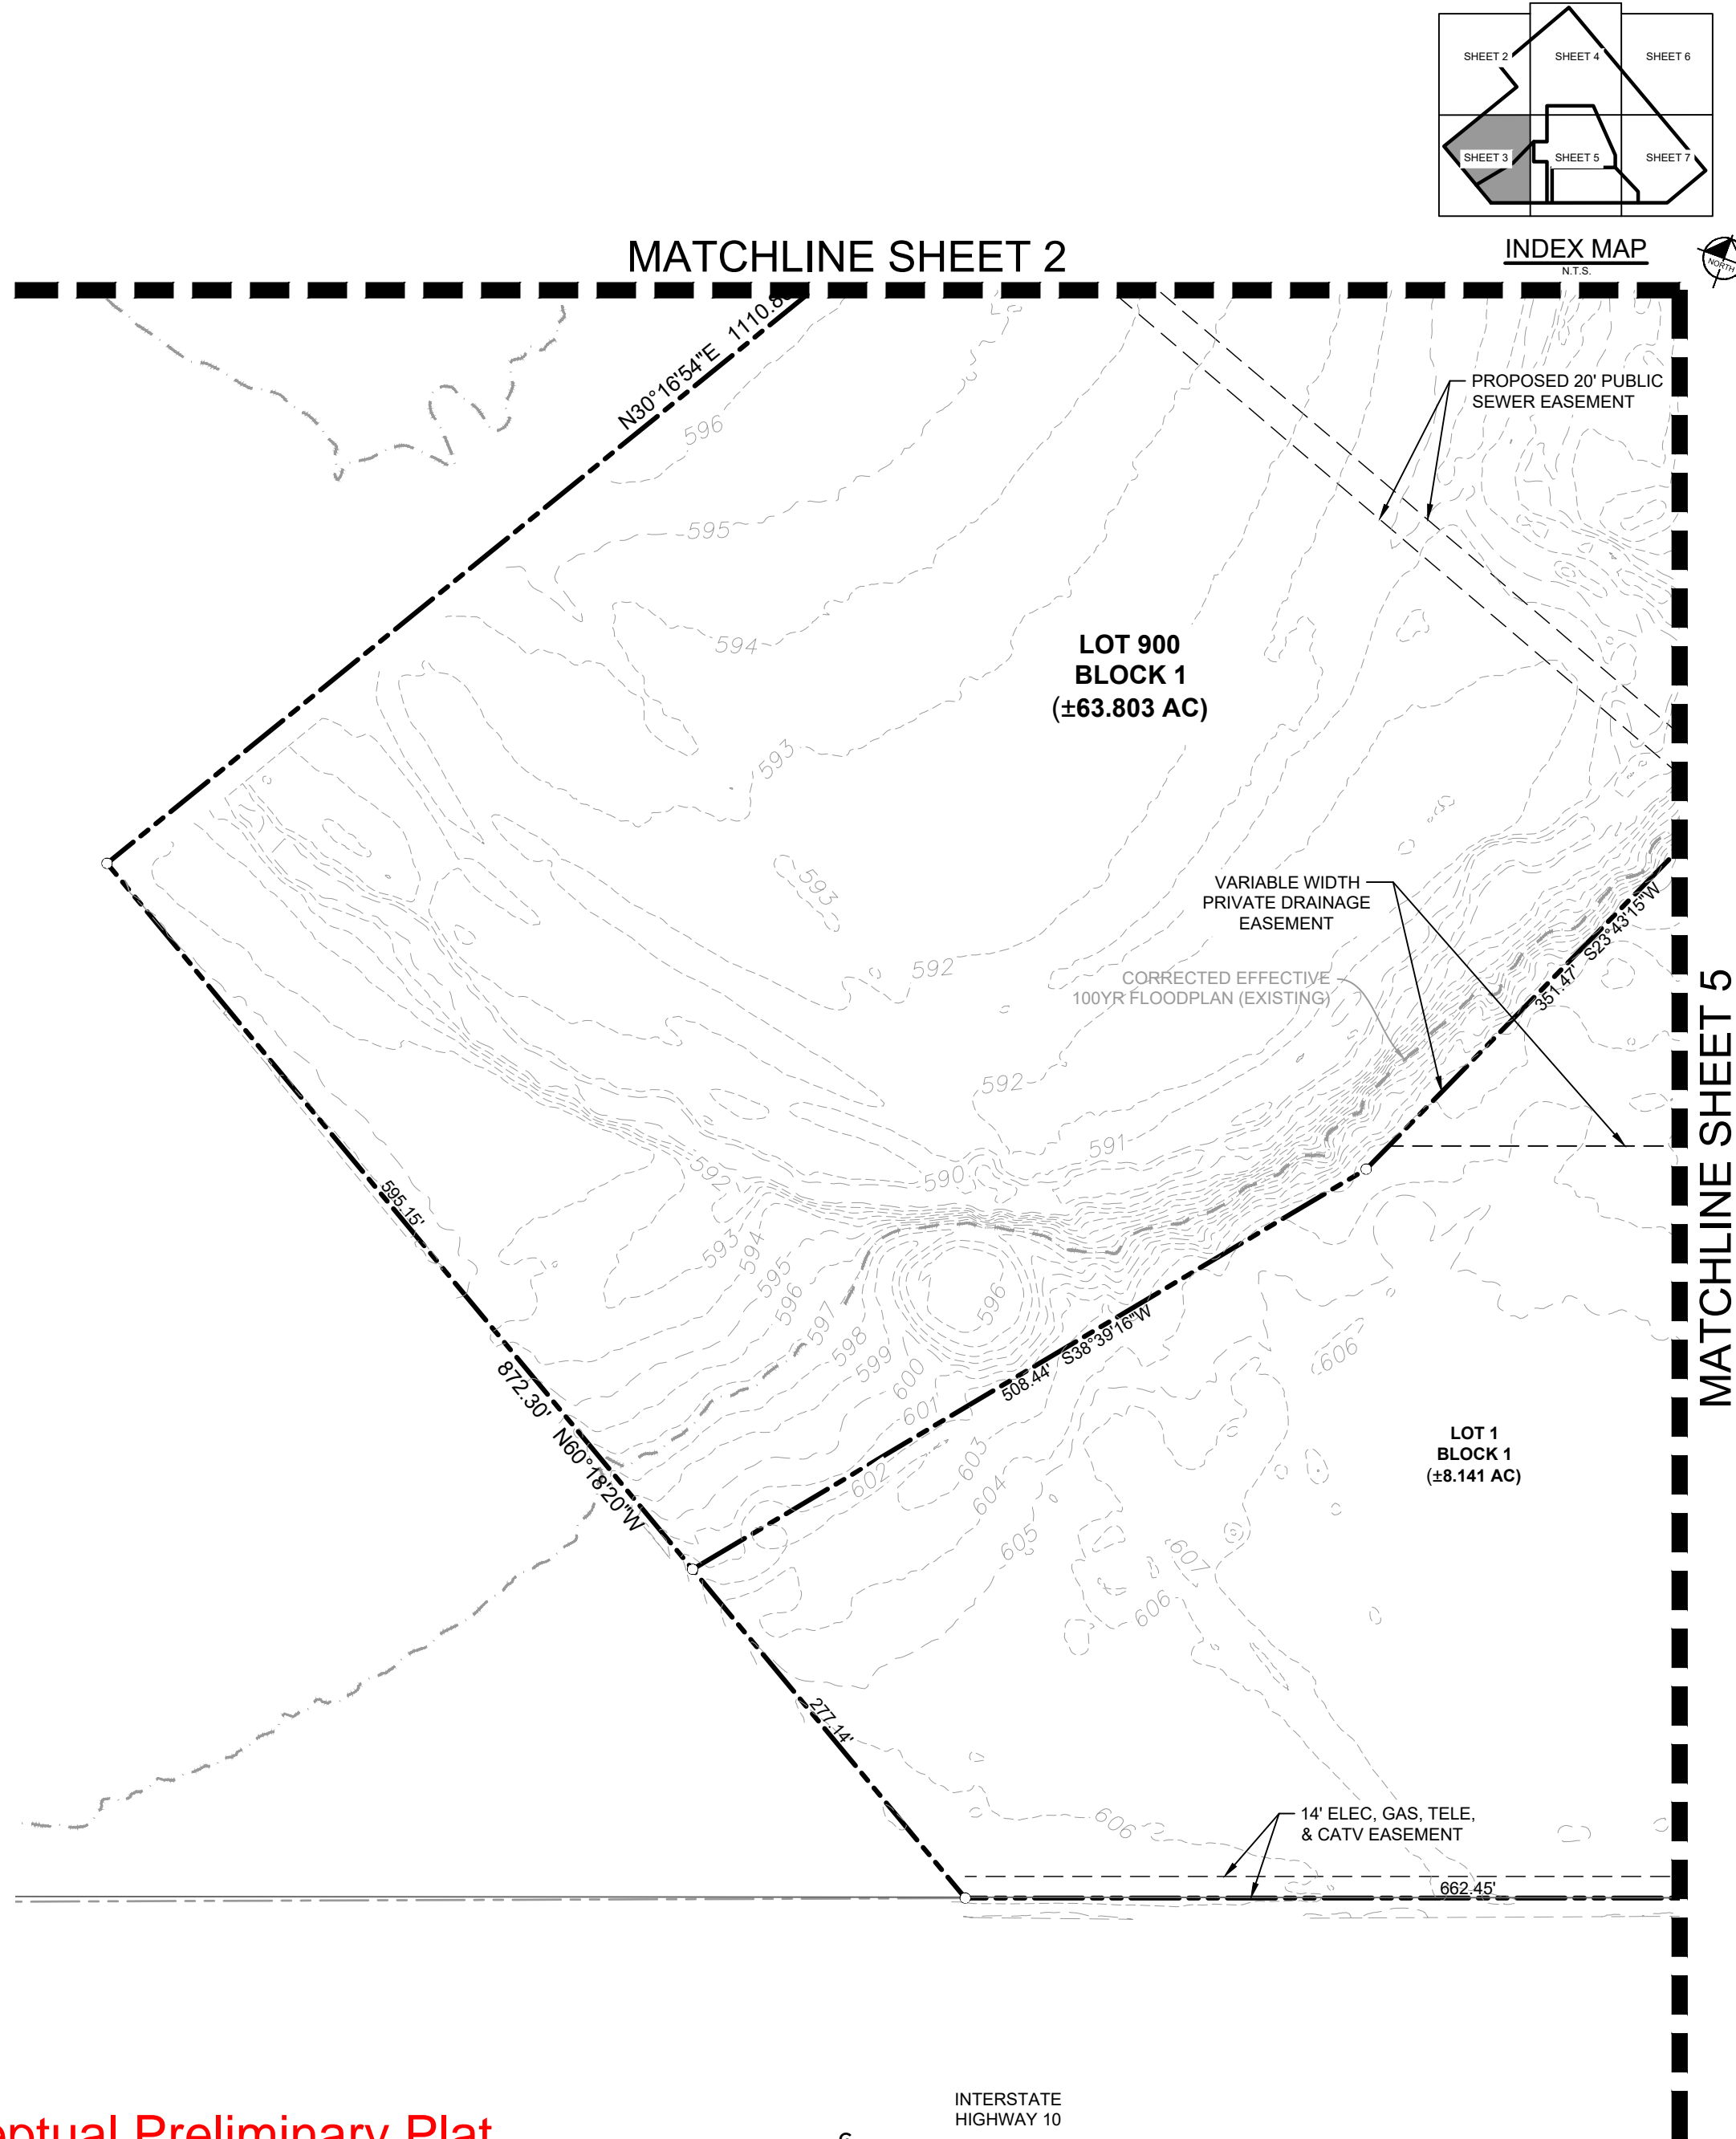 SHEET 2
SHEET 4
SHEET 6
SHEET 3
SHEET 5
SHEET 7
INDEX MAP
N.T.S.
NORTH
MATCHLINE SHEET 2
N30°16'54"E
PROPOSED 20' PUBLIC
SEWER EASEMENT
596
595
594
LOT 900
BLOCK 1
(±63.803 AC)
593
593
VARIABLE WIDTH
PRIVATE DRAINAGE
EASEMENT
351.47' S23°43'15"W
592
CORRECTED EFFECTIVE
100YR FLOODPLAN (EXISTING)
MATCHLINE SHEET 5
592
591
590
592
595.15'
593
594
595
596
597
598
599
600
596
508.44' S38°39'16"W
601
602
603
604
605
606
872.30' N60°18'20"W
LOT 1
BLOCK 1
(±8.141 AC)
607
606
277.14'
606
14' ELEC, GAS, TELE,
& CATV EASEMENT
662.45'
INTERSTATE
HIGHWAY 10
Preliminary Plat